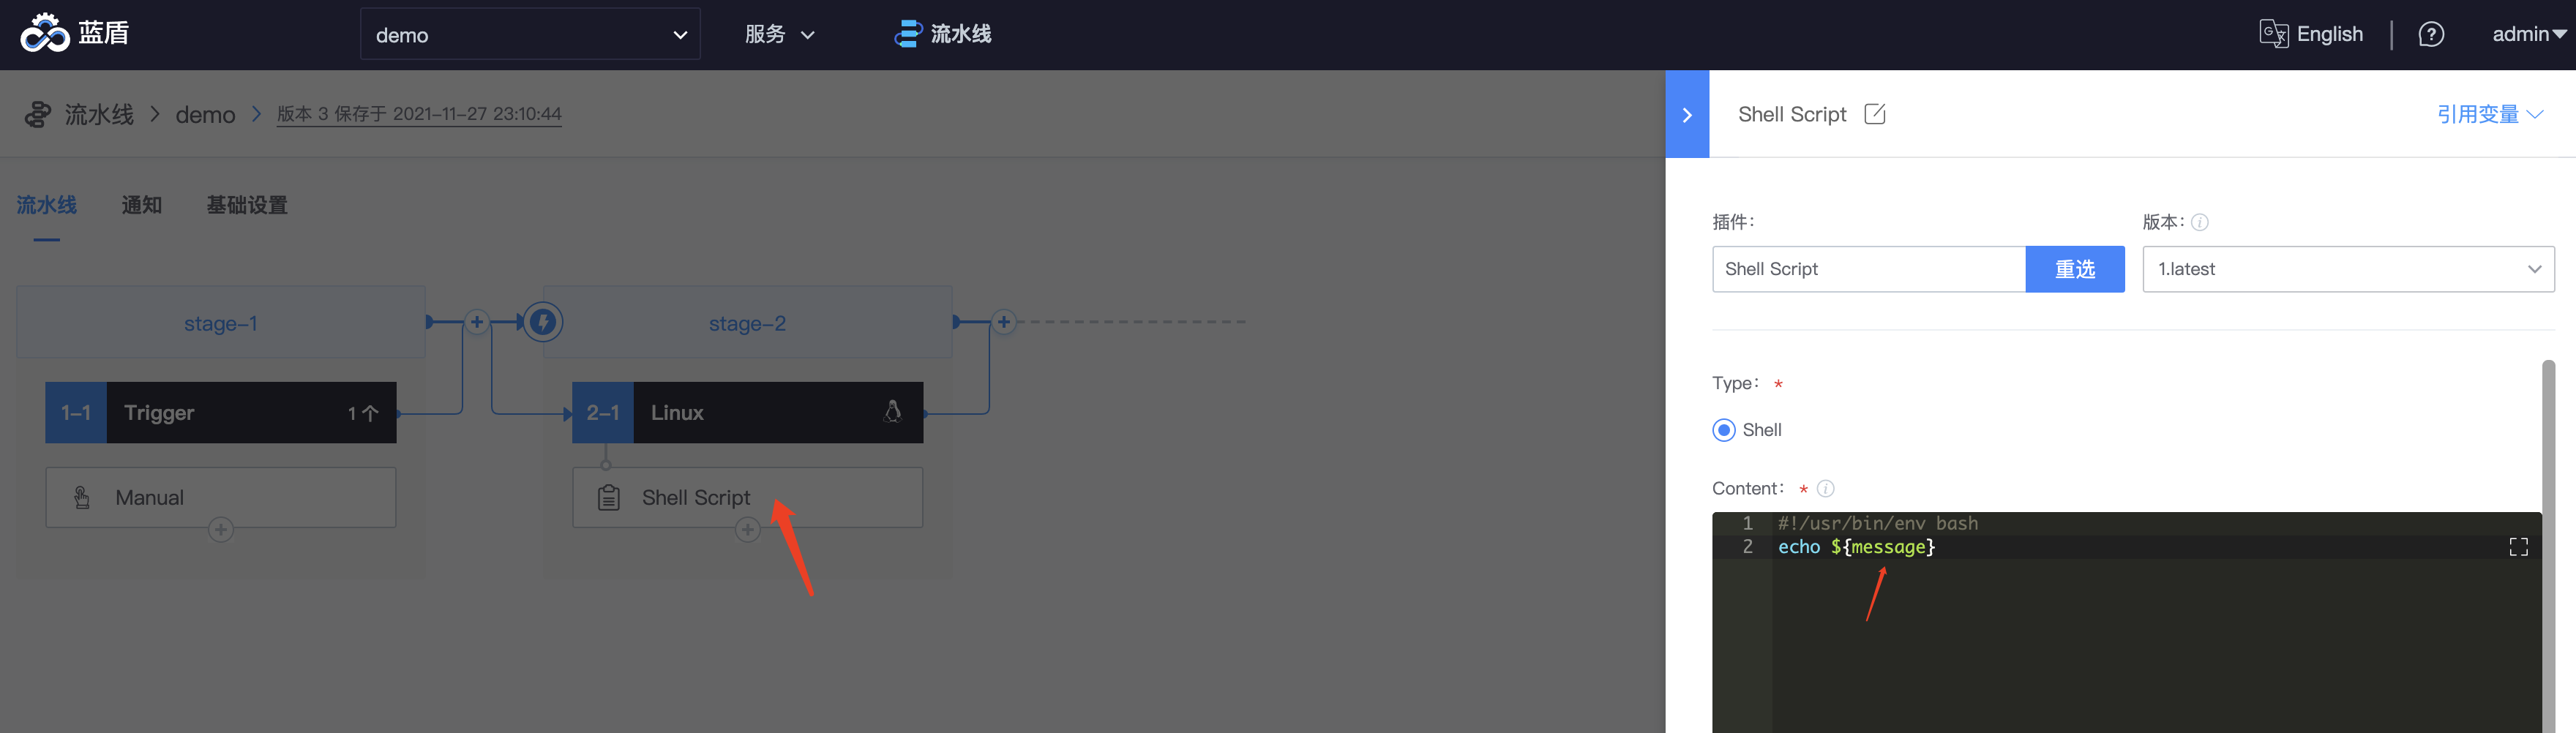 蓝盾
demo
服务
流水线
English
admin
流水线 > demo > 版本 3 保存于 2021-11-27 23:10:44
流水线 通知 基础设置
stage-1
stage-2
1-1 Trigger 1个
2-1 Linux
Manual
Shell Script
Shell Script
引用变量
插件：
版本：
Shell Script
重选
1.latest
Type： *
Shell
Content： *
1 #!/usr/bin/env bash
2 echo ${message}